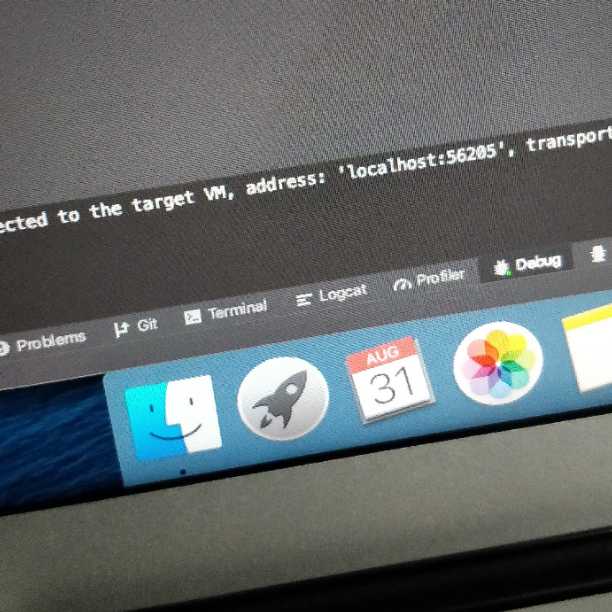 ected to the target VM, address: 'localhost:56205', transport
Problems Git Terminal Logcat Profiler Debug
AUG
31